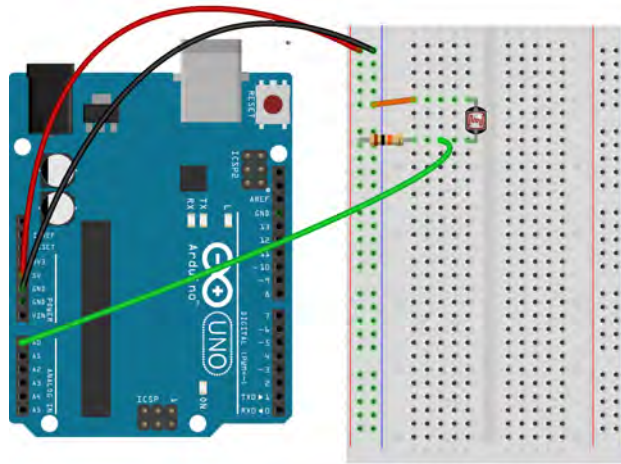 RESET
ICSP2
AREF
GND
13
12
~11
~10
~9
8
7
~6
~5
4
~3
2
TX►1
RX◄0
L
TX
RX
Arduino™
UNO
DIGITAL (PWM=~)
ON
ICSP
1
IOREF
RESET
3V3
5V
GND
GND
VIN
POWER
A0
A1
A2
A3
A4
A5
ANALOG IN